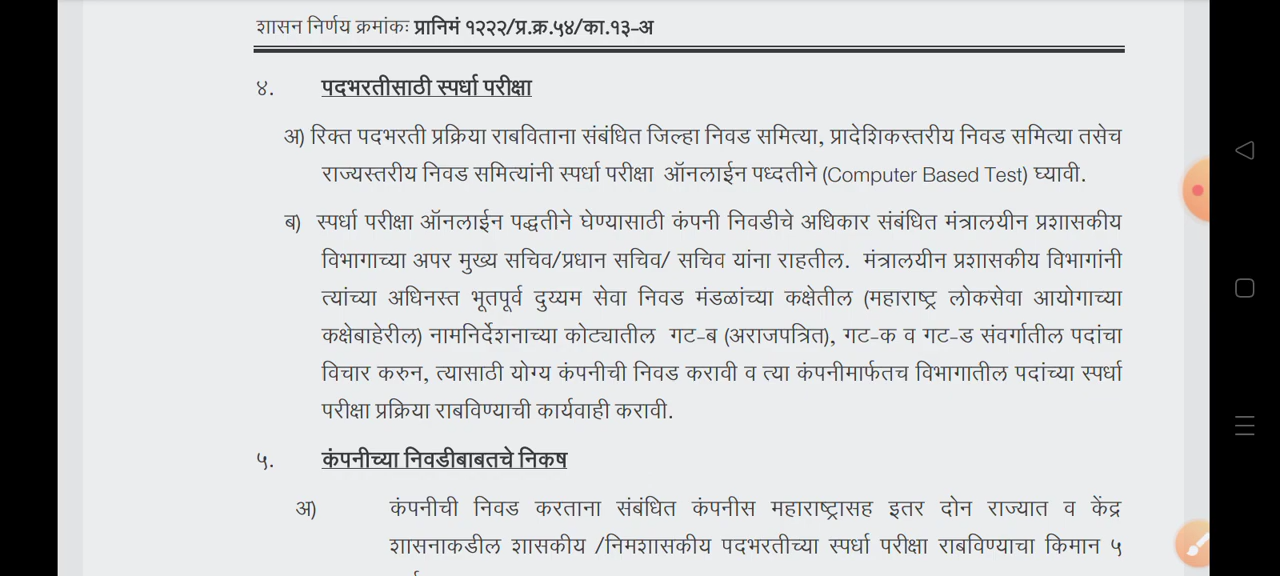 शासन निर्णय क्रमांकः प्रानिमं १२२२/प्र.क्र.५४/का.१३-अ
४. पदभरतीसाठी स्पर्धा परीक्षा
अ) रिक्त पदभरती प्रक्रिया राबविताना संबंधित जिल्हा निवड समित्या, प्रादेशिकस्तरीय निवड समित्या तसेच
राज्यस्तरीय निवड समित्यांनी स्पर्धा परीक्षा ऑनलाईन पध्दतीने (Computer Based Test) घ्यावी.
ब) स्पर्धा परीक्षा ऑनलाईन पद्धतीने घेण्यासाठी कंपनी निवडीचे अधिकार संबंधित मंत्रालयीन प्रशासकीय
विभागाच्या अपर मुख्य सचिव/प्रधान सचिव/ सचिव यांना राहतील. मंत्रालयीन प्रशासकीय विभागांनी
त्यांच्या अधिनस्त भूतपूर्व दुय्यम सेवा निवड मंडळांच्या कक्षेतील (महाराष्ट्र लोकसेवा आयोगाच्या
कक्षेबाहेरील) नामनिर्देशनाच्या कोट्यातील गट-ब (अराजपत्रित), गट-क व गट-ड संवर्गातील पदांचा
विचार करुन, त्यासाठी योग्य कंपनीची निवड करावी व त्या कंपनीमार्फतच विभागातील पदांच्या स्पर्धा
परीक्षा प्रक्रिया राबविण्याची कार्यवाही करावी.
५. कंपनीच्या निवडीबाबतचे निकष
अ) कंपनीची निवड करताना संबंधित कंपनीस महाराष्ट्रासह इतर दोन राज्यात व केंद्र
शासनाकडील शासकीय /निमशासकीय पदभरतीच्या स्पर्धा परीक्षा राबविण्याचा किमान ५